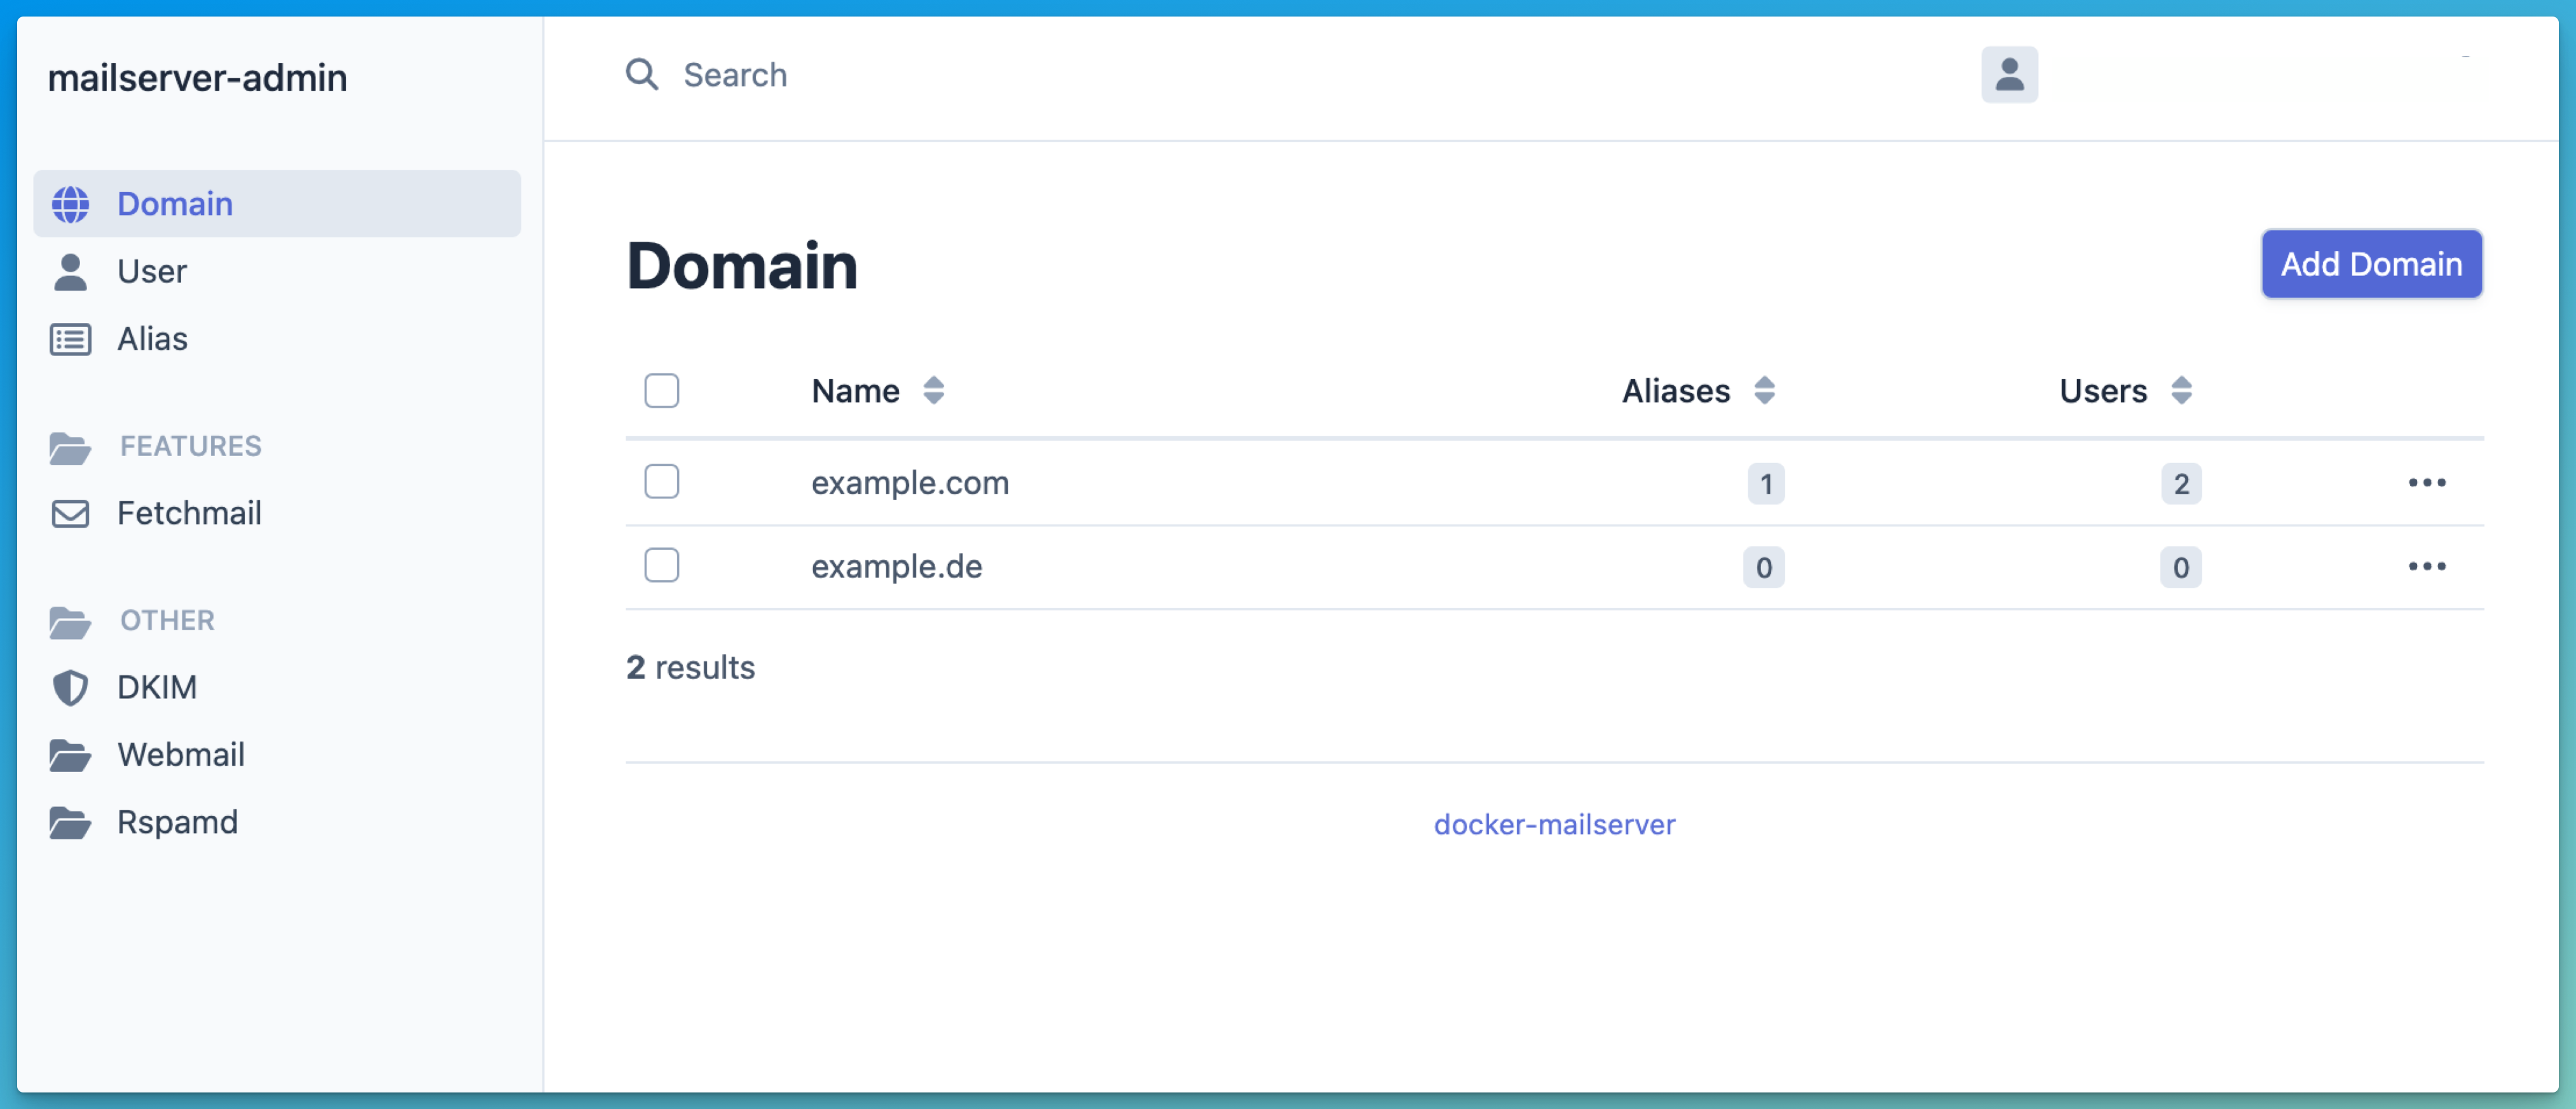 mailserver-admin
Search
Domain
User
Alias
FEATURES
Fetchmail
OTHER
DKIM
Webmail
Rspamd
Domain
Add Domain
Name Aliases Users
example.com 1 2
example.de 0 0
2 results
docker-mailserver